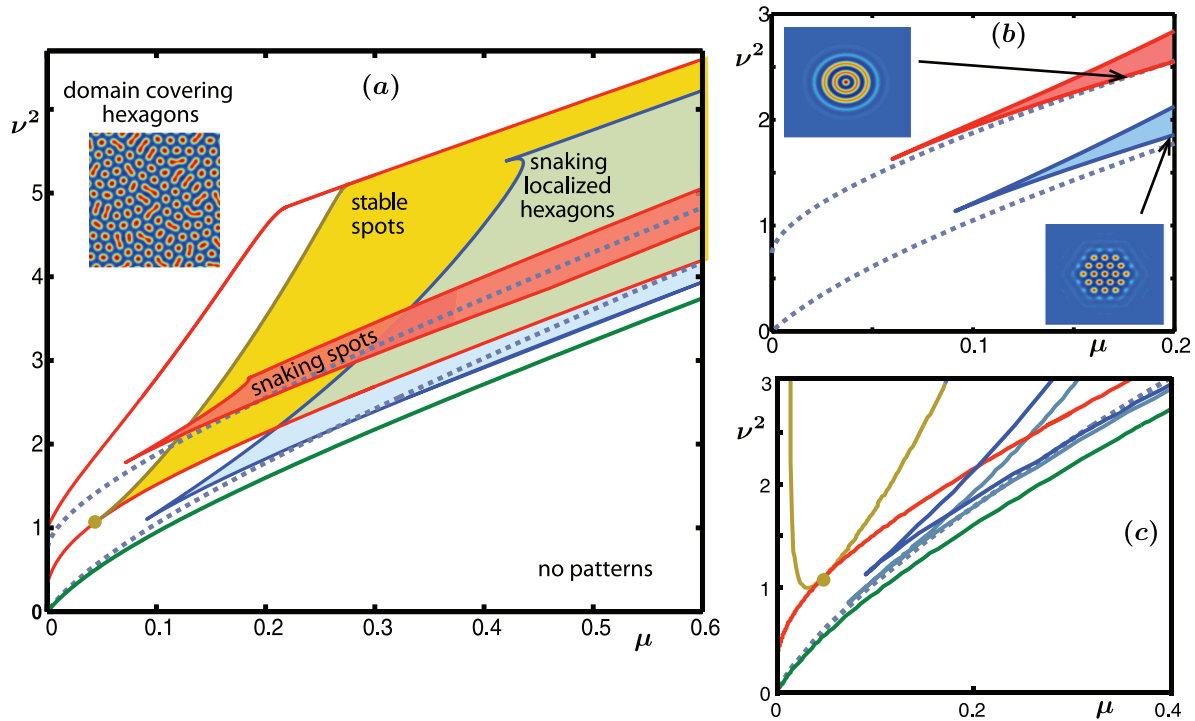 (a)
domain covering
hexagons
ν²
5
4
3
2
1
0
stable
spots
snaking
localized
hexagons
snaking spots
no patterns
0
0.1
0.2
0.3
0.4
0.5
μ
0.6
(b)
3
ν²
2
1
0
0
0.1
μ
0.2
(c)
3
ν²
2
1
0
0
0.2
μ
0.4